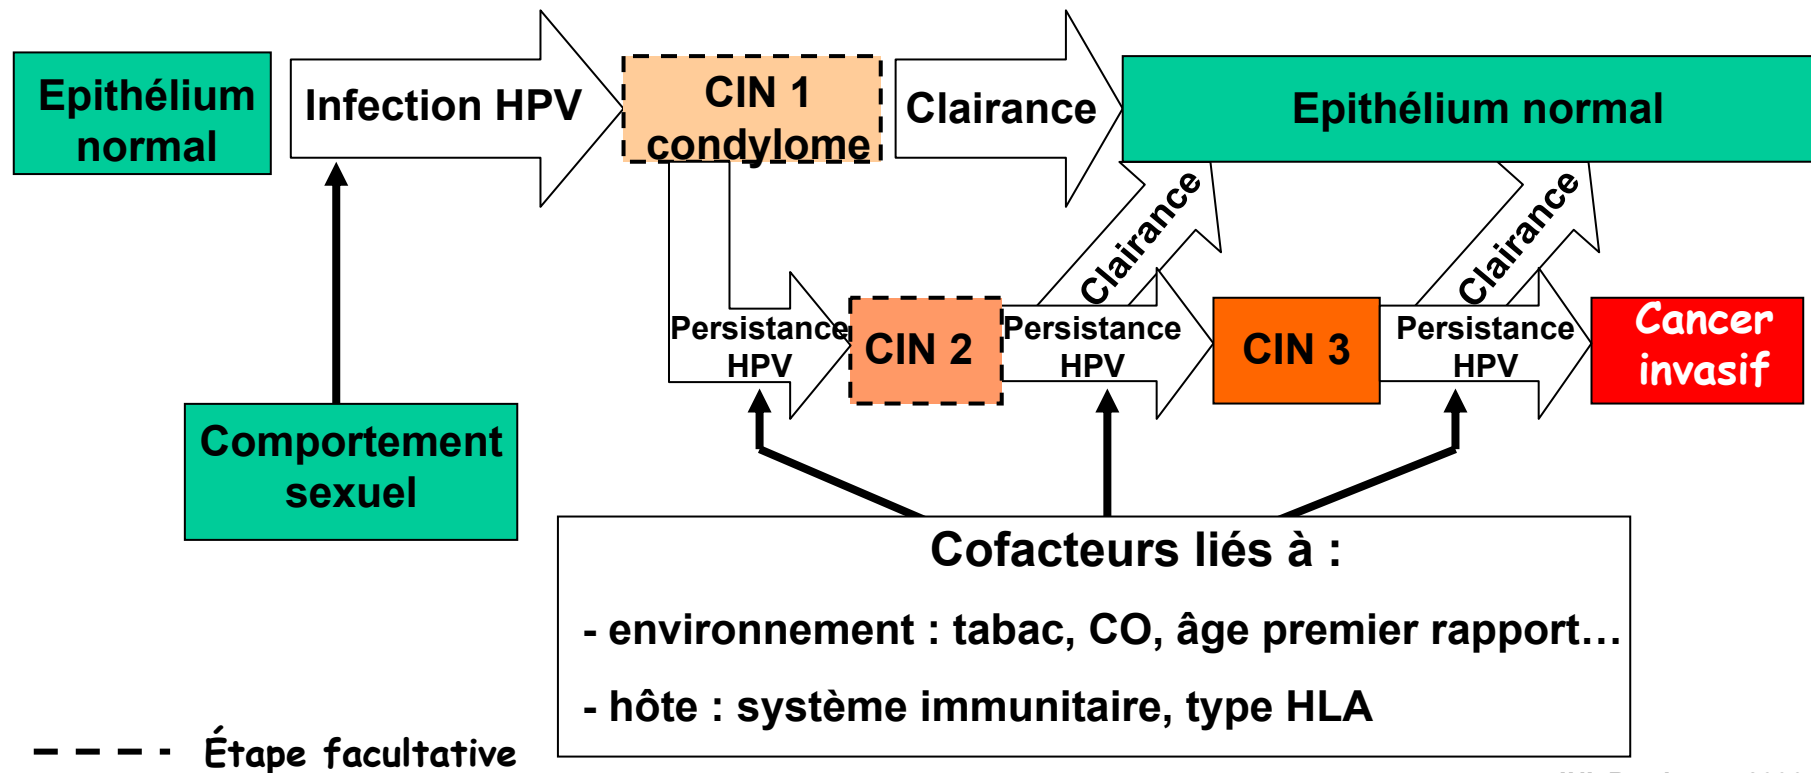 Epithélium
normal
Infection HPV
CIN 1
condylome
Clairance
Epithélium normal
Clairance
Clairance
Persistance
HPV
CIN 2
Persistance
HPV
CIN 3
Persistance
HPV
Cancer
invasif
Comportement
sexuel
Cofacteurs liés à :
- environnement : tabac, CO, âge premier rapport…
- hôte : système immunitaire, type HLA
Étape facultative